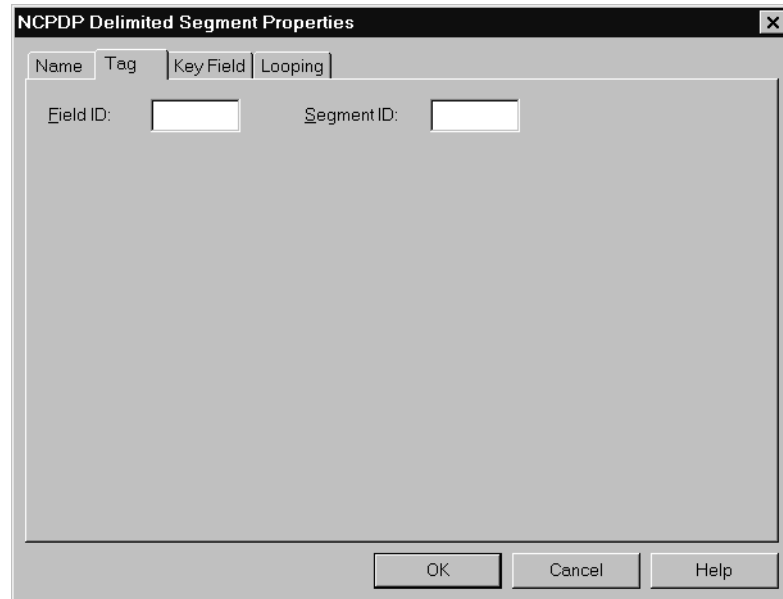 NCPDP Delimited Segment Properties
Name Tag Key Field Looping
Field ID: Segment ID:
OK Cancel Help